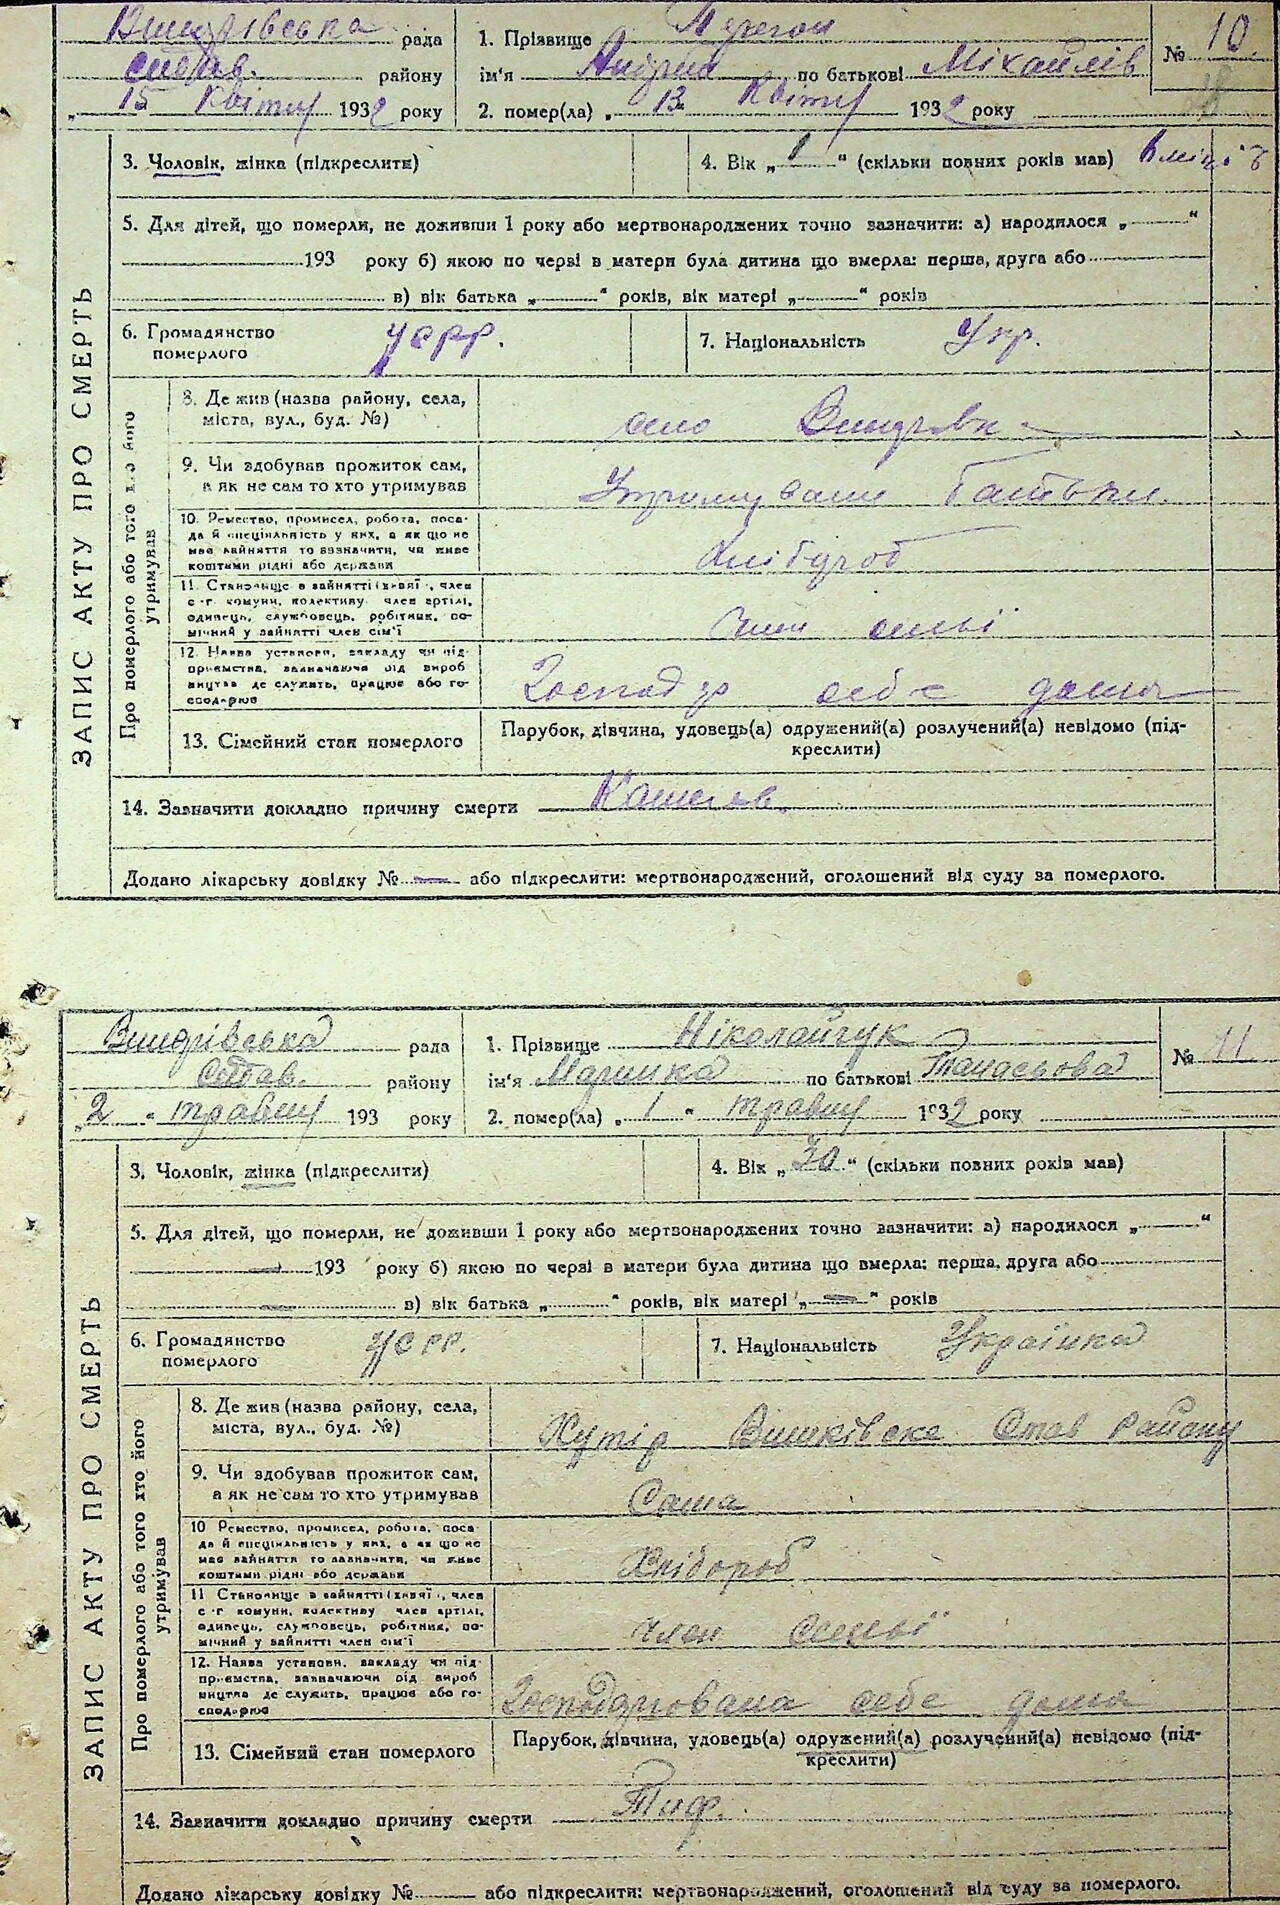 рада 1. Прізвище № 10
району ім'я Андрій по батькові Міхайлів
„ 15 Квітня 1932 року 2. помер(ла) „ 13 Квітня 1932 року
3. Чоловік, жінка (підкреслити) 4. Вік „ 1 “ (скільки повних років мав)
5. Для дітей, що померли, не доживши 1 року або мертвонароджених точно зазначити: а) народилося „ “
193 року б) якою по черзі в матери була дитина що вмерла: перша, друга або
в) вік батька „ “ років, вік матері „ “ років
6. Громадянство померлого УСРР. 7. Національність Укр.
ЗАПИС АКТУ ПРО СМЕРТЬ
Про померлого або того хто його утримував
8. Де жив (назва району, села, міста, вул., буд. №) село
9. Чи здобував прожиток сам, а як не сам то хто утримував Утримували батьки
10. Ремество, промисел, робота, посада й спеціяльність у них, а як що не має зайняття то зазначити, чи живе коштами рідні або держави Хлібороб
11. Становище в зайнятті (хазяї, член с-г комуни, колективу член артілі, одинець, службовець, робітник, помічний у зайнятті член сім'ї член сем'ї
12. Назва установи, закладу чи підприємства, зазначаючи рід виробництва де служить, працює або господарює себе дома
13. Сімейний стан померлого Парубок, дівчина, удовець(а) одружений(а) розлучений(а) невідомо (підкреслити)
14. Зазначити докладно причину смерти Кашель
Додано лікарську довідку № — або підкреслити: мертвонароджений, оголошений від суду за померлого.
рада 1. Прізвище Ніколайчук № 11
району ім'я Маринка по батькові Танасьова
„ 2 “ травня 193 року 2. помер(ла) „ 1 “ травня 1932 року
3. Чоловік, жінка (підкреслити) 4. Вік „ 30 “ (скільки повних років мав)
5. Для дітей, що померли, не доживши 1 року або мертвонароджених точно зазначити: а) народилося „ “
— 193 року б) якою по черзі в матери була дитина що вмерла: перша, друга або
— в) вік батька „ “ років, вік матері „ — “ років
6. Громадянство померлого УСРР. 7. Національність Українка
ЗАПИС АКТУ ПРО СМЕРТЬ
Про померлого або того хто його утримував
8. Де жив (назва району, села, міста, вул., буд. №) Хутір Став району
9. Чи здобував прожиток сам, а як не сам то хто утримував Сама
10 Ремество, промисел, робота, посада й спеціяльність у них, а як що не має зайняття то зазначити, чи живе коштами рідні або держави Хлібороб
11 Становище в зайнятті (хазяї, член с-г комуни, колективу член артілі, одинець, службовець, робітник, помічний у зайнятті член сім'ї член семьї
12. Назва установи, закладу чи підприємства, зазначаючи рід виробництва де служить, працює або господарює Господарювала себе дома
13. Сімейний стан померлого Парубок, дівчина, удовець(а) одружений(а) розлучений(а) невідомо (підкреслити)
14. Зазначити докладно причину смерти Тиф.
Додано лікарську довідку № або підкреслити: мертвонароджений, оголошений від суду за померлого.